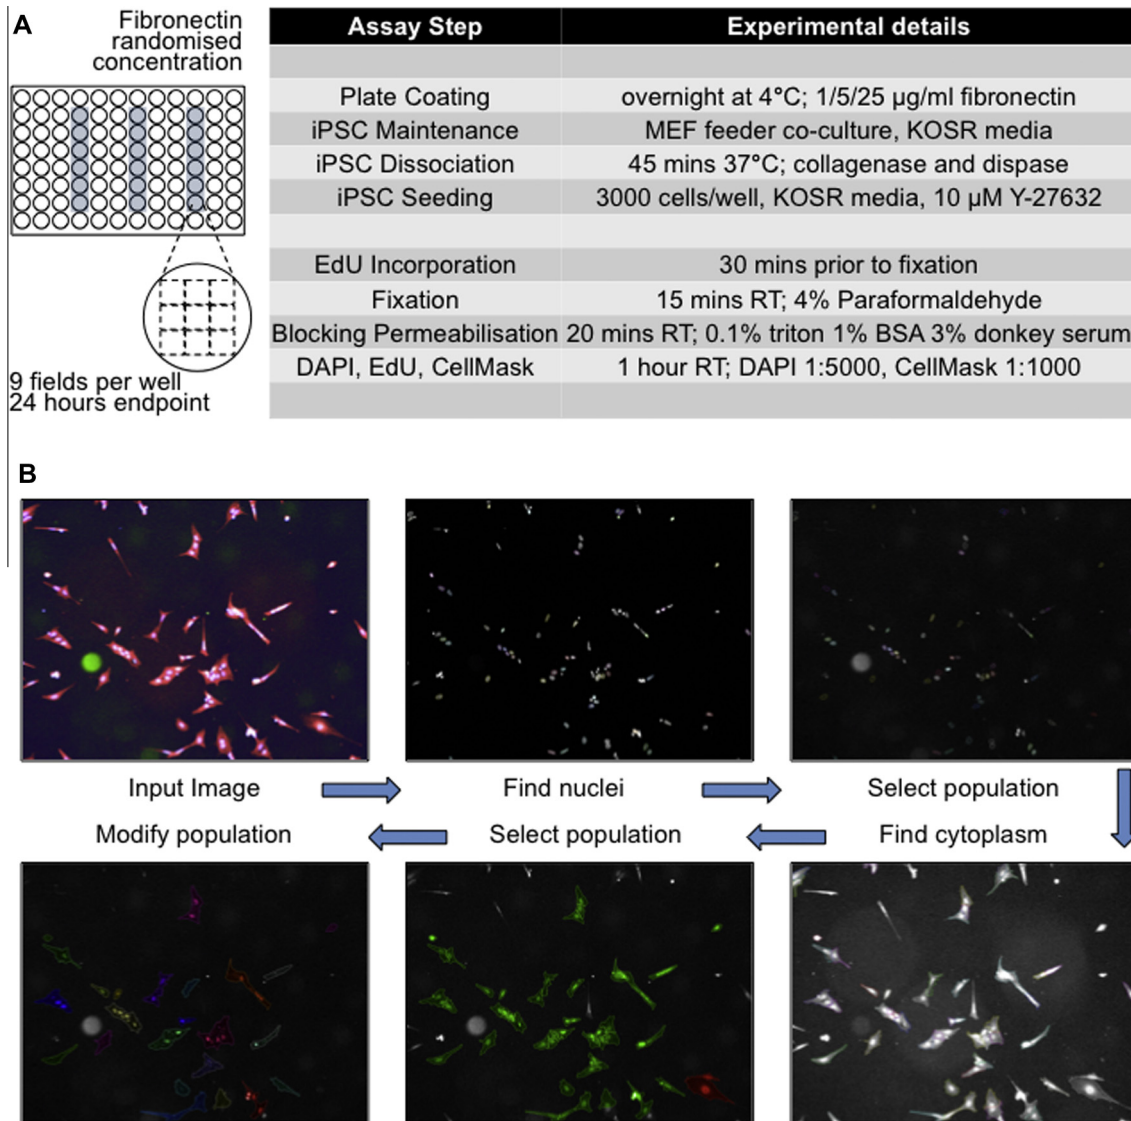 A
Fibronectin
randomised
concentration
9 fields per well
24 hours endpoint
Assay Step Experimental details
Plate Coating overnight at 4°C; 1/5/25 µg/ml fibronectin
iPSC Maintenance MEF feeder co-culture, KOSR media
iPSC Dissociation 45 mins 37°C; collagenase and dispase
iPSC Seeding 3000 cells/well, KOSR media, 10 µM Y-27632
EdU Incorporation 30 mins prior to fixation
Fixation 15 mins RT; 4% Paraformaldehyde
Blocking Permeabilisation 20 mins RT; 0.1% triton 1% BSA 3% donkey serum
DAPI, EdU, CellMask 1 hour RT; DAPI 1:5000, CellMask 1:1000
B
Input Image Find nuclei Select population
Modify population Select population Find cytoplasm